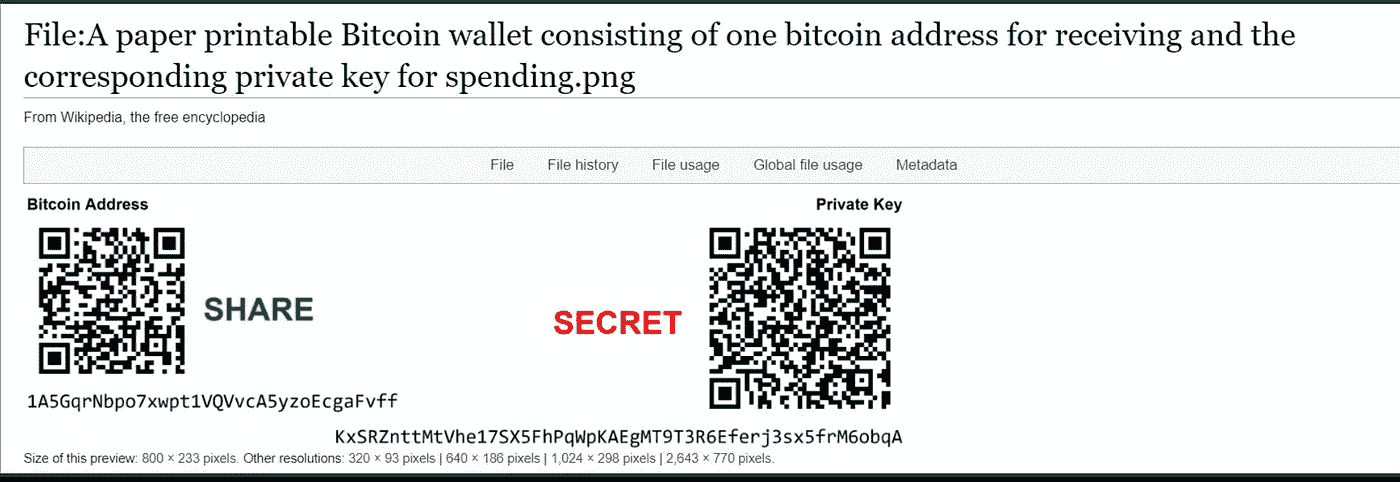 File:A paper printable Bitcoin wallet consisting of one bitcoin address for receiving and the
corresponding private key for spending.png
From Wikipedia, the free encyclopedia
File File history File usage Global file usage Metadata
Bitcoin Address Private Key
SHARE
SECRET
1A5GqrNbpo7xwpt1VQVvcA5yzoEcgaFvff
KxSRZnttMtVhe17SX5FhPqWpKAEgMT9T3R6Eferj3sx5frM6obqA
Size of this preview: 800 × 233 pixels. Other resolutions: 320 × 93 pixels | 640 × 186 pixels | 1,024 × 298 pixels | 2,643 × 770 pixels.